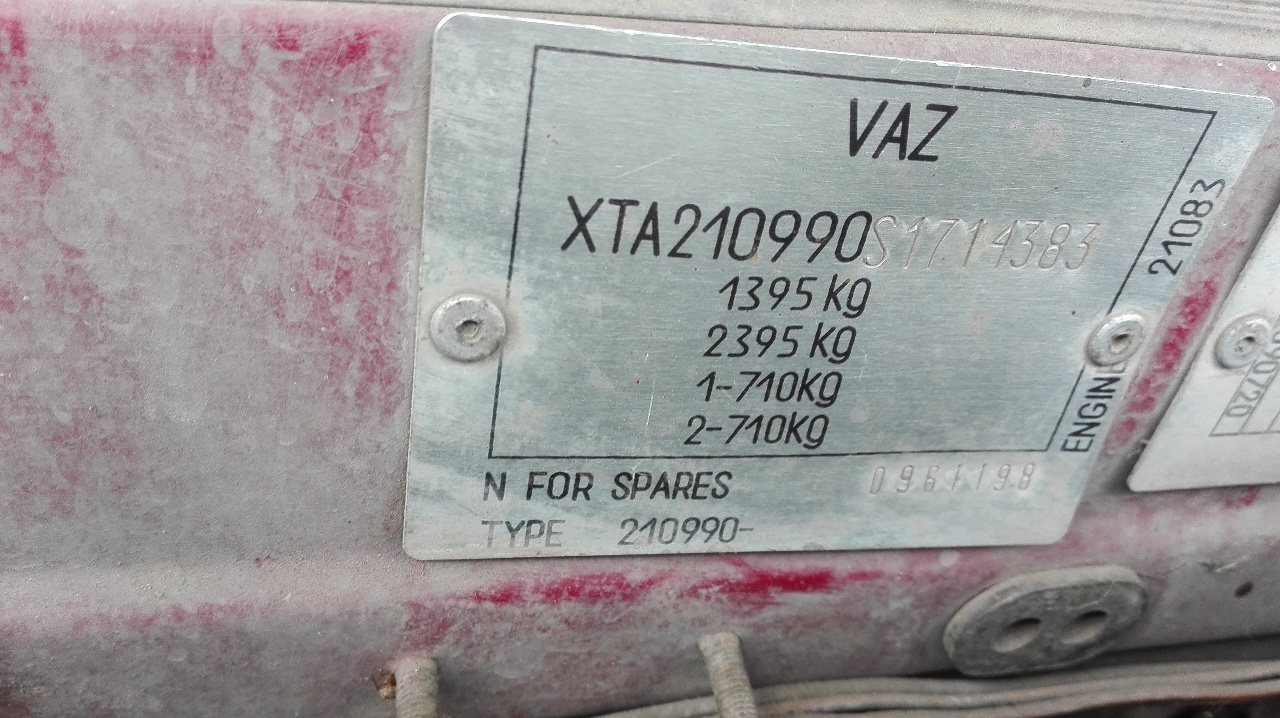 VAZ
XTA210990S1714383
1395 kg
2395 kg
1-710kg
2-710kg
N FOR SPARES 0961198
TYPE 210990-
ENGINE 21083